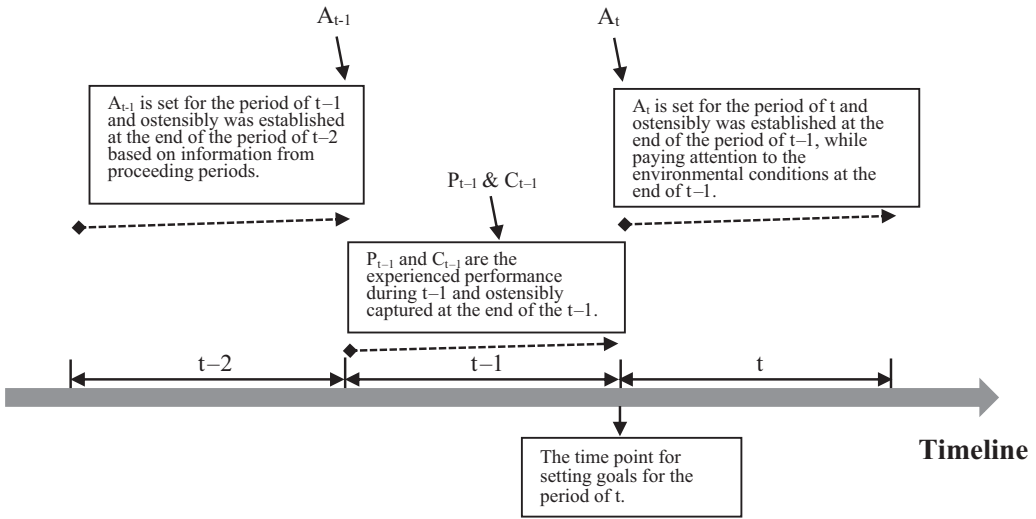 Aₜ₋₁
Aₜ
Aₜ₋₁ is set for the period of t–1
and ostensibly was established
at the end of the period of t–2
based on information from
proceeding periods.
Aₜ is set for the period of t and
ostensibly was established at the
end of the period of t–1, while
paying attention to the
environmental conditions at the
end of t–1.
Pₜ₋₁ & Cₜ₋₁
Pₜ₋₁ and Cₜ₋₁ are the
experienced performance
during t–1 and ostensibly
captured at the end of the t–1.
t–2
t–1
t
Timeline
The time point for
setting goals for the
period of t.